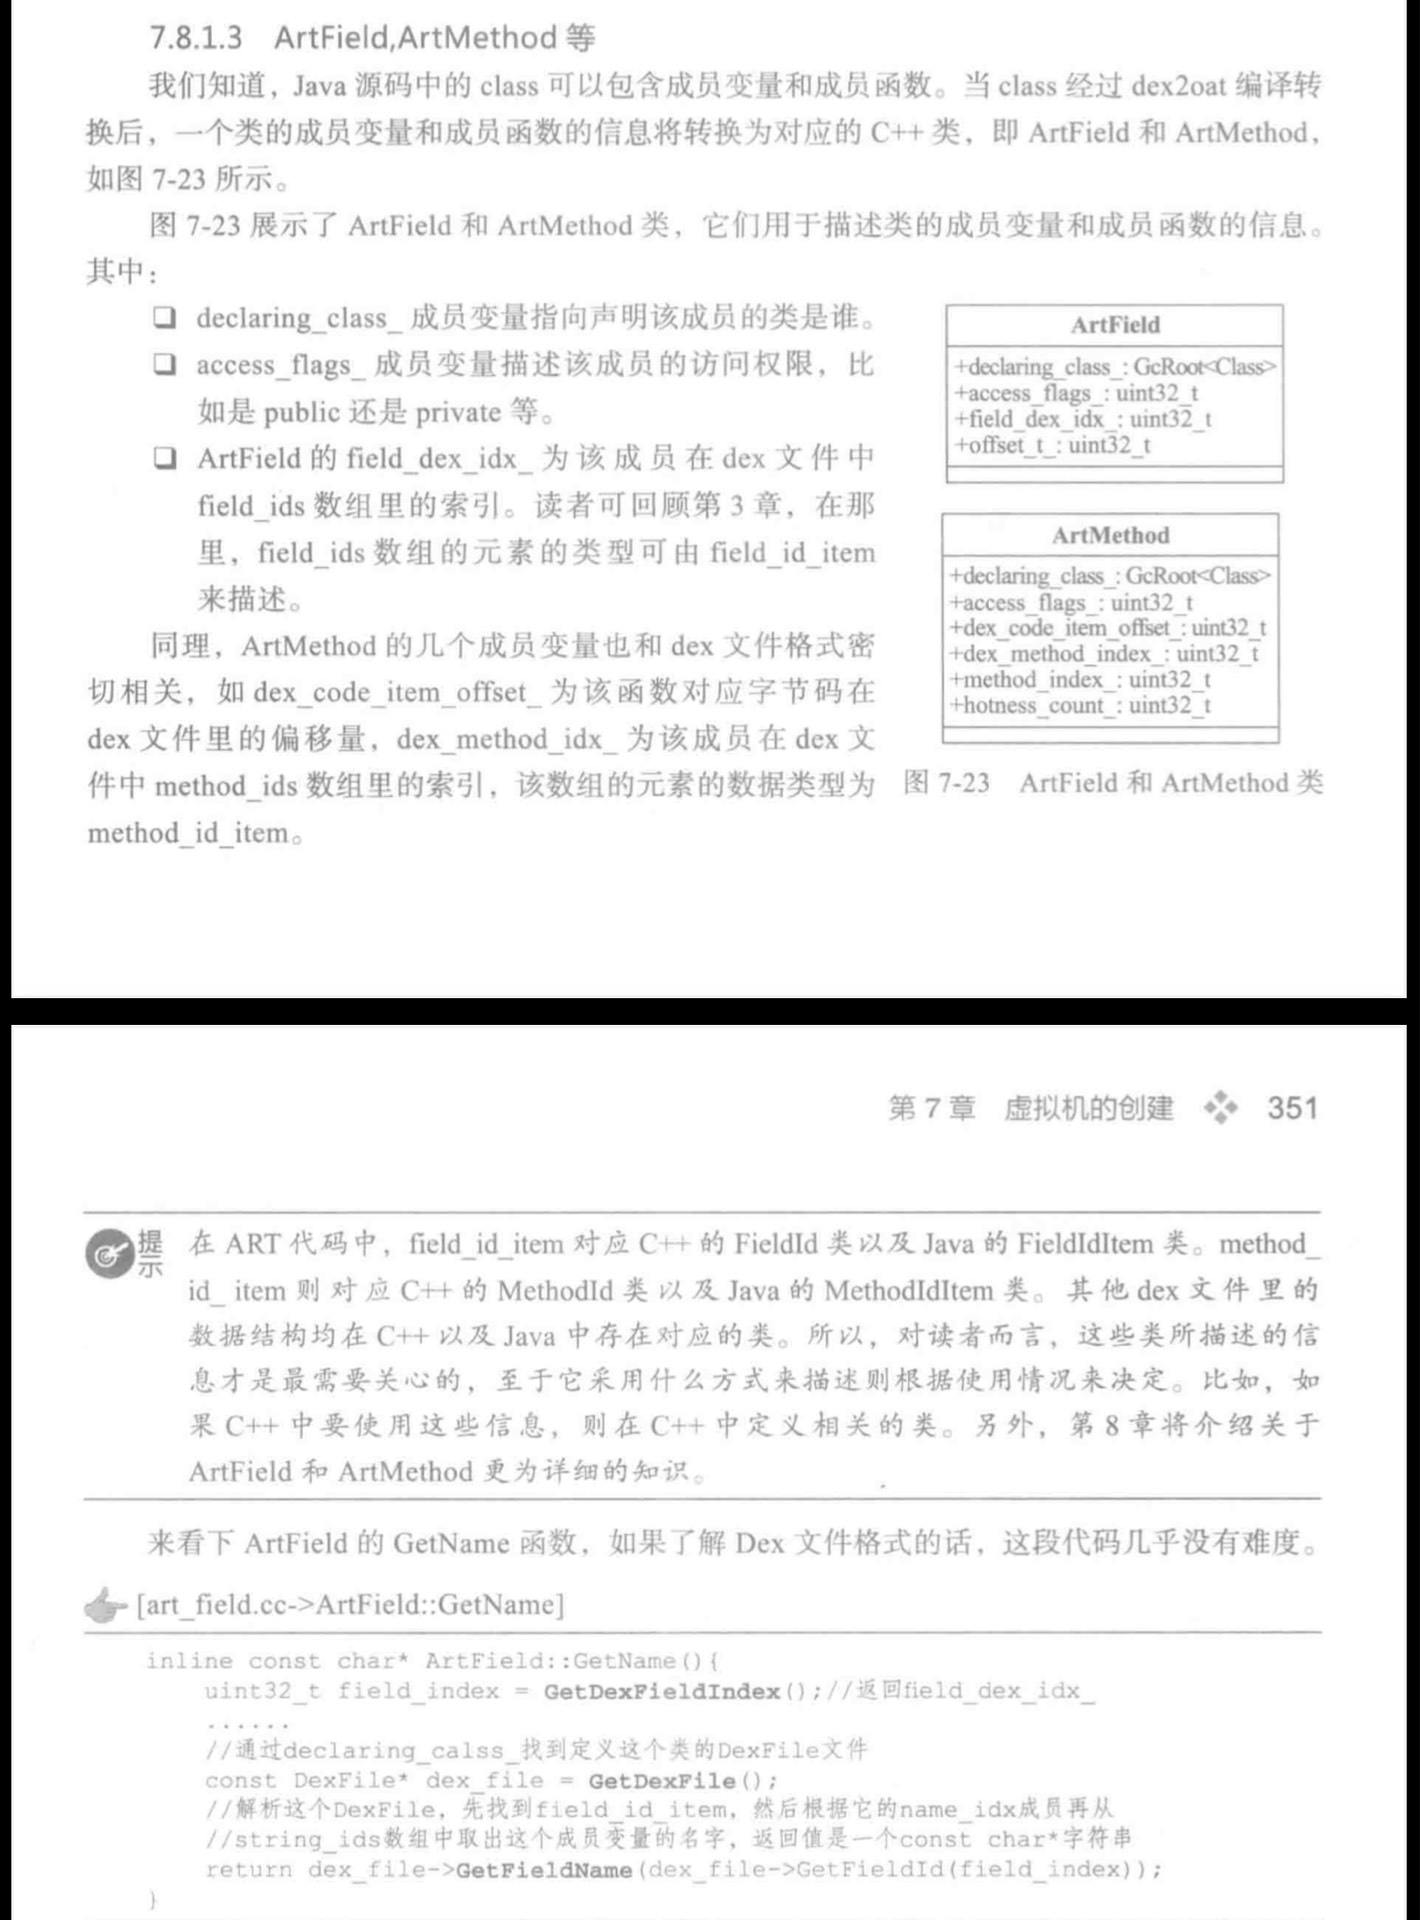 7.8.1.3 ArtField,ArtMethod 等
我们知道，Java 源码中的 class 可以包含成员变量和成员函数。当 class 经过 dex2oat 编译转
换后，一个类的成员变量和成员函数的信息将转换为对应的 C++ 类，即 ArtField 和 ArtMethod，
如图 7-23 所示。
图 7-23 展示了 ArtField 和 ArtMethod 类，它们用于描述类的成员变量和成员函数的信息。
其中：
❑ declaring_class_ 成员变量指向声明该成员的类是谁。
❑ access_flags_ 成员变量描述该成员的访问权限，比
如是 public 还是 private 等。
❑ ArtField 的 field_dex_idx_ 为该成员在 dex 文件中
field_ids 数组里的索引。读者可回顾第 3 章，在那
里，field_ids 数组的元素的类型可由 field_id_item
来描述。
同理，ArtMethod 的几个成员变量也和 dex 文件格式密
切相关，如 dex_code_item_offset_ 为该函数对应字节码在
dex 文件里的偏移量，dex_method_idx_ 为该成员在 dex 文
件中 method_ids 数组里的索引，该数组的元素的数据类型为
method_id_item。
ArtField
+declaring_class_: GcRoot<Class>
+access_flags_: uint32_t
+field_dex_idx_: uint32_t
+offset_t_: uint32_t
ArtMethod
+declaring_class_: GcRoot<Class>
+access_flags_: uint32_t
+dex_code_item_offset_: uint32_t
+dex_method_index_: uint32_t
+method_index_: uint32_t
+hotness_count_: uint32_t
图 7-23 ArtField 和 ArtMethod 类
第 7 章 虚拟机的创建 ❖ 351
提示
在 ART 代码中，field_id_item 对应 C++ 的 FieldId 类以及 Java 的 FieldIdItem 类。method_
id_ item 则对应 C++ 的 MethodId 类以及 Java 的 MethodIdItem 类。其他 dex 文件里的
数据结构均在 C++ 以及 Java 中存在对应的类。所以，对读者而言，这些类所描述的信
息才是最需要关心的，至于它采用什么方式来描述则根据使用情况来决定。比如，如
果 C++ 中要使用这些信息，则在 C++ 中定义相关的类。另外，第 8 章将介绍关于
ArtField 和 ArtMethod 更为详细的知识。
来看下 ArtField 的 GetName 函数，如果了解 Dex 文件格式的话，这段代码几乎没有难度。
[art_field.cc->ArtField::GetName]
inline const char* ArtField::GetName(){
uint32_t field_index = GetDexFieldIndex();//返回field_dex_idx_
......
//通过declaring_calss_找到定义这个类的DexFile文件
const DexFile* dex_file = GetDexFile();
//解析这个DexFile，先找到field_id_item，然后根据它的name_idx成员再从
//string_ids数组中取出这个成员变量的名字，返回值是一个const char*字符串
return dex_file->GetFieldName(dex_file->GetFieldId(field_index));
}